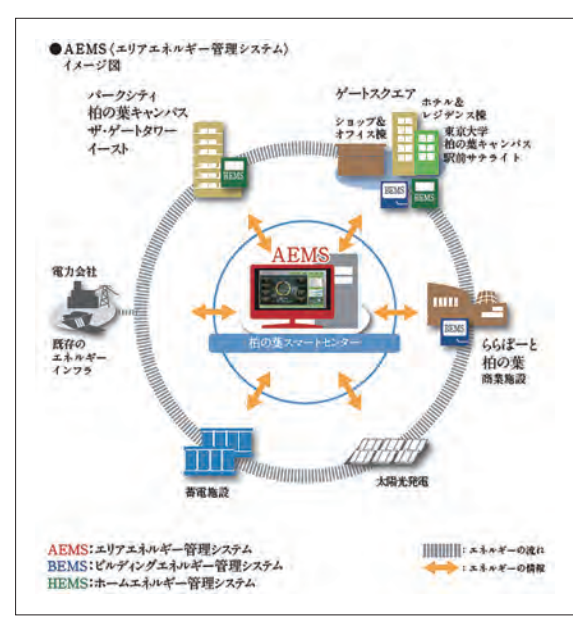 ●AEMS〈エリアエネルギー管理システム〉
イメージ図
パークシティ
柏の葉キャンパス
ザ・ゲートタワー
イースト
HEMS
ゲートスクエア
ショップ&
オフィス棟
ホテル&
レジデンス棟
東京大学
柏の葉キャンパス
駅前サテライト
BEMS
HEMS
AEMS
柏の葉スマートセンター
電力会社
既存の
エネルギー
インフラ
BEMS
ららぽーと
柏の葉
商業施設
蓄電施設
太陽光発電
AEMS:エリアエネルギー管理システム
BEMS:ビルディングエネルギー管理システム
HEMS:ホームエネルギー管理システム
:エネルギーの流れ
:エネルギーの情報